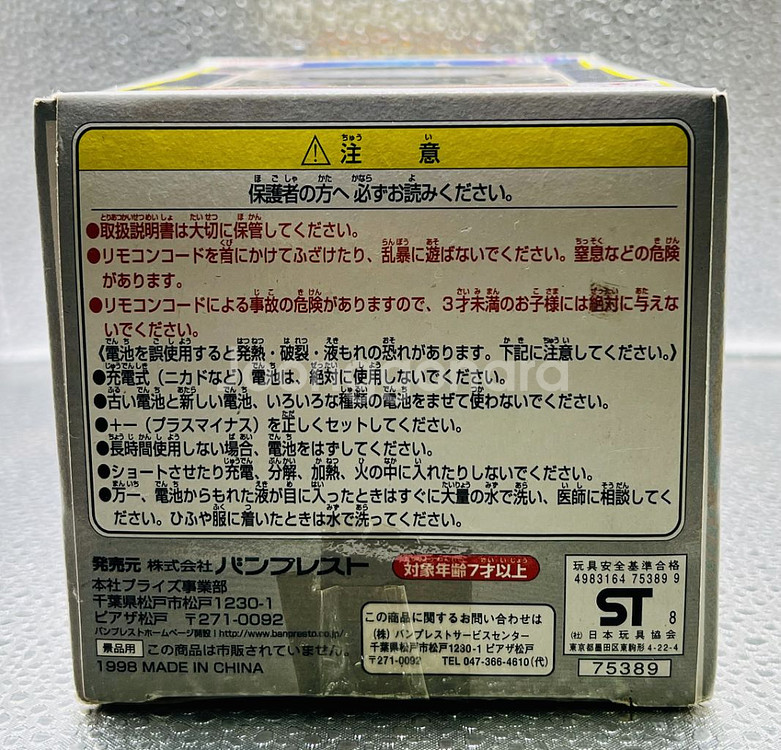 注意
保護者の方へ 必ずお読みください。
●取扱説明書は大切に保管してください。
●リモコンコードを首にかけてふざけたり、乱暴に遊ばないでください。窒息などの危険
があります。
●リモコンコードによる事故の危険がありますので、3才未満のお子様には絶対に与えな
いでください。
《電池を誤使用すると発熱・破裂・液もれの恐れがあります。下記に注意してください。》
●充電式(ニカドなど)電池は、絶対に使用しないでください。
●古い電池と新しい電池、いろいろな種類の電池をまぜて使わないでください。
●+ー(プラスマイナス)を正しくセットしてください。
●長時間使用しない場合、電池をはずしてください。
●ショートさせたり充電、分解、加熱、火の中に入れたりしないでください。
●万一、電池からもれた液が目に入ったときはすぐに大量の水で洗い、医師に相談してく
ださい。ひふや服に着いたときは水で洗ってください。
発売元 株式会社 バンプレスト
本社プライズ事業部
千葉県松戸市松戸1230-1
ピアザ松戸 〒271-0092
バンプレストホームページ開設!http://www.banpresto.co.jp/
景品用 この商品は市販されていません。
1998 MADE IN CHINA
対象年齢7才以上
この商品に関するお問い合わせは
(株)バンプレストサービスセンター
千葉県松戸市松戸1230-1 ピアザ松戸
〒271-0092 TEL 047-366-4610(代)
玩具安全基準合格
4983164 75389 9
ST 8
(社)日本玩具協会
東京都墨田区東駒形4-22-4
75389